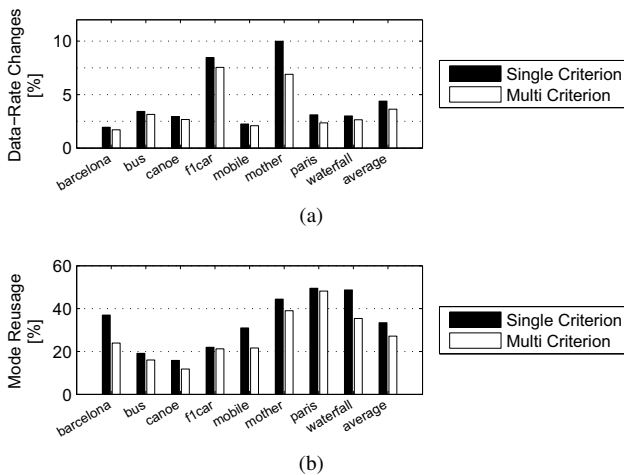 Data−Rate Changes
[%]
10
5
0
barcelona
bus
canoe
f1car
mobile
mother
paris
waterfall
average
Single Criterion
Multi Criterion
(a)
Mode Reusage
[%]
60
40
20
0
barcelona
bus
canoe
f1car
mobile
mother
paris
waterfall
average
Single Criterion
Multi Criterion
(b)